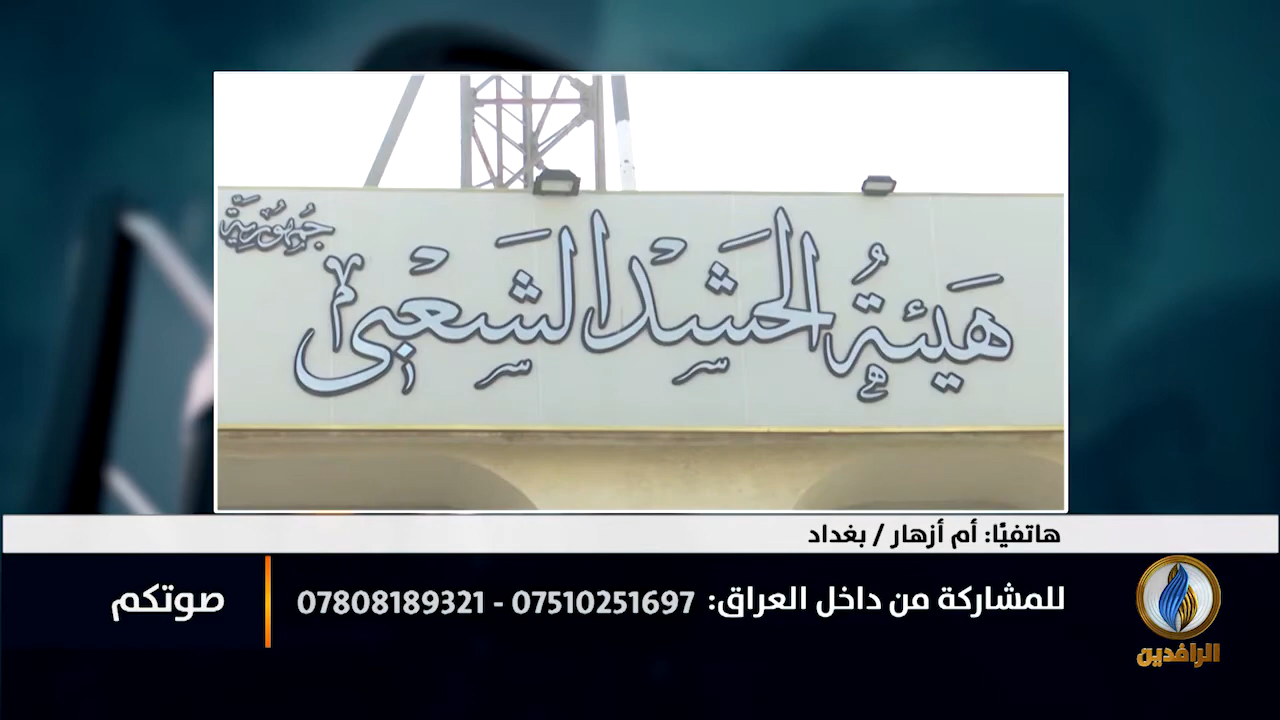 جمهورية
هيئة الحشد الشعبي
هاتفيًا: أم أزهار / بغداد
للمشاركة من داخل العراق: 07510251697 - 07808189321
صوتكم
الرافدين